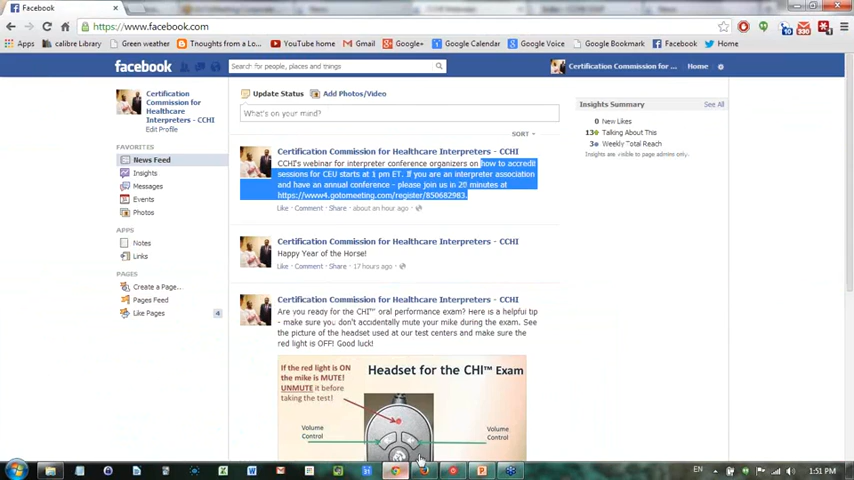 Facebook
https://www.facebook.com
Apps
calibre Library
Green weather
Thoughts from a Lo...
YouTube home
Gmail
Google+
Google Calendar
Google Voice
Google Bookmark
Facebook
Home
facebook
Search for people, places and things
Certification Commission for ...
Home
Certification
Commission for
Healthcare
Interpreters - CCHI
Edit Profile
FAVORITES
News Feed
Insights
Messages
Events
Photos
APPS
Notes
Links
PAGES
Create a Page...
Pages Feed
Like Pages
4
Update Status
Add Photos/Video
What's on your mind?
SORT
Certification Commission for Healthcare Interpreters - CCHI
CCHI's webinar for interpreter conference organizers on how to accredit
sessions for CEU starts at 1 pm ET. If you are an interpreter association
and have an annual conference - please join us in 20 minutes at
https://www4.gotomeeting.com/register/850682983.
Like · Comment · Share · about an hour ago ·
Certification Commission for Healthcare Interpreters - CCHI
Happy Year of the Horse!
Like · Comment · Share · 17 hours ago ·
Certification Commission for Healthcare Interpreters - CCHI
Are you ready for the CHI™ oral performance exam? Here is a helpful tip
- make sure you don't accidentally mute your mike during the exam. See
the picture of the headset used at our test centers and make sure the
red light is OFF! Good luck!
If the red light is ON
the mike is MUTE!
UNMUTE it before
taking the test!
Headset for the CHI™ Exam
Volume
Control
Volume
Control
Insights Summary
See All
0 New Likes
13 Talking About This
3 Weekly Total Reach
Insights are visible to page admins only.
EN
1:51 PM